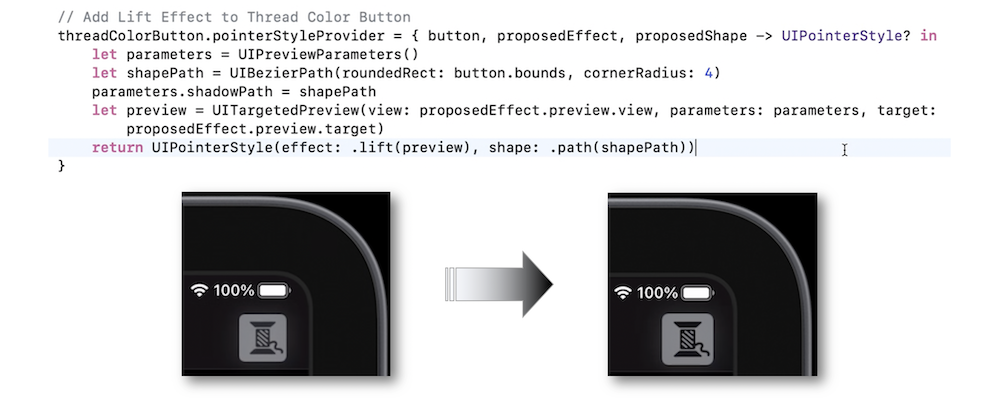 // Add Lift Effect to Thread Color Button
threadColorButton.pointerStyleProvider = { button, proposedEffect, proposedShape -> UIPointerStyle? in
let parameters = UIPreviewParameters()
let shapePath = UIBezierPath(roundedRect: button.bounds, cornerRadius: 4)
parameters.shadowPath = shapePath
let preview = UITargetedPreview(view: proposedEffect.preview.view, parameters: parameters, target:
proposedEffect.preview.target)
return UIPointerStyle(effect: .lift(preview), shape: .path(shapePath))
}
100%
100%